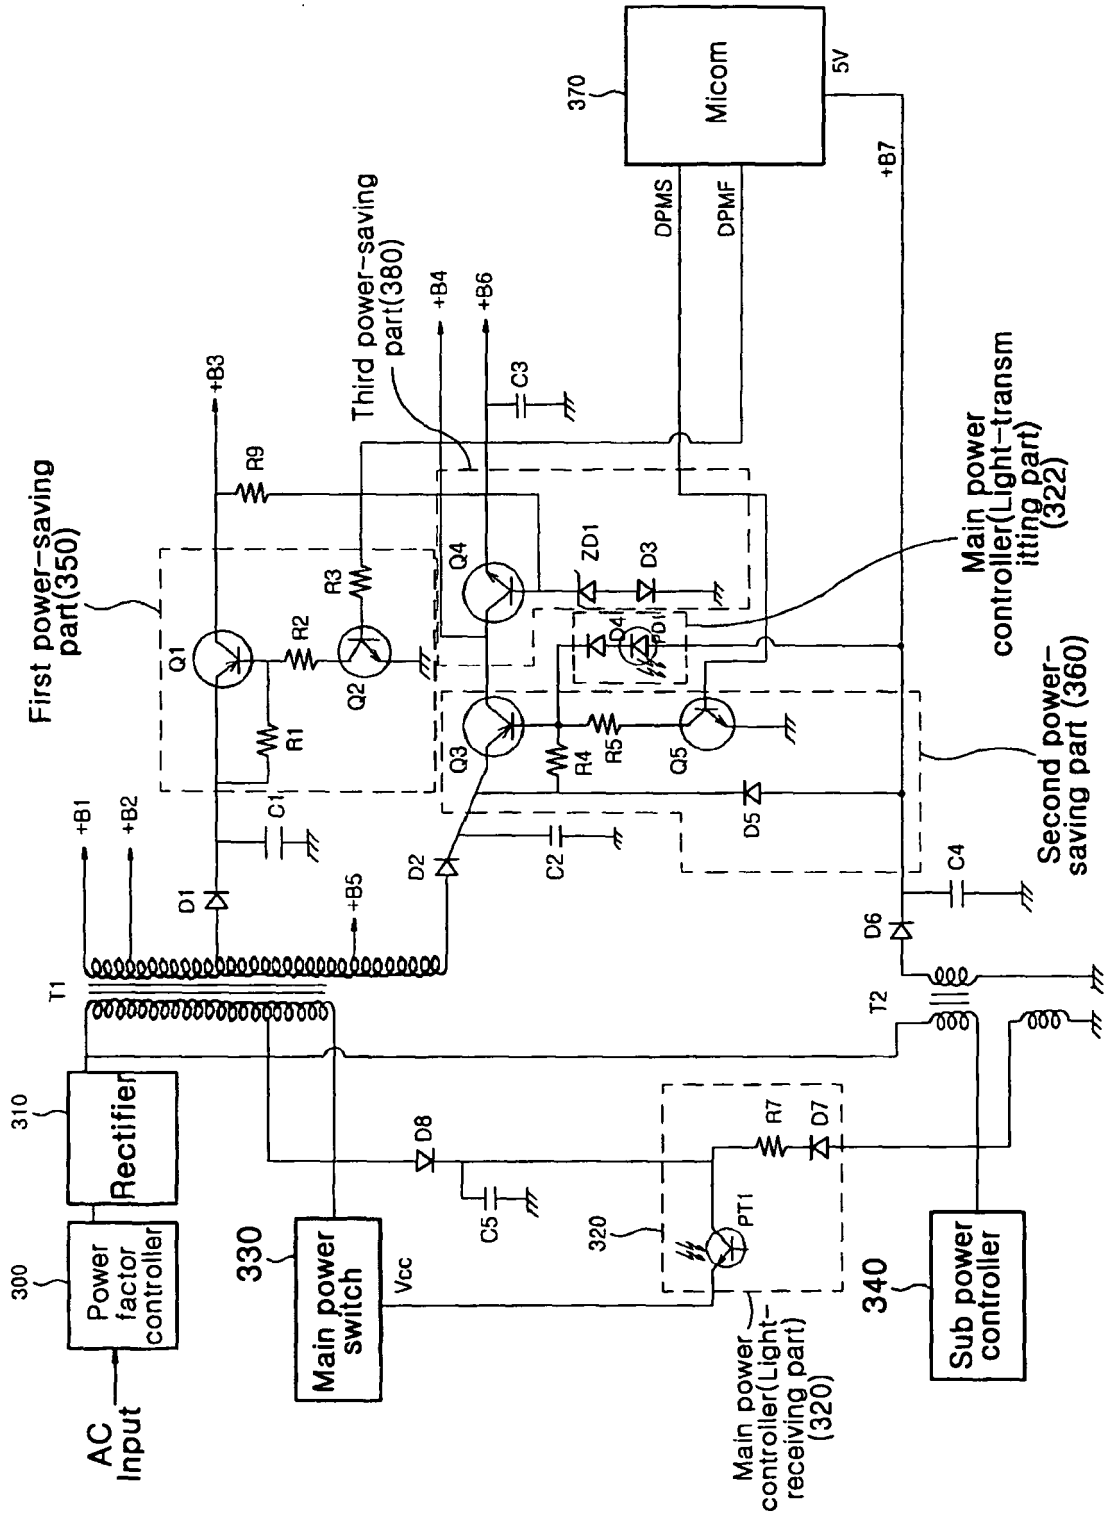 AC
Input
300
Power
factor
controller
310
Rectifier
T1
+B1
+B2
+B5
D1
C1
First power-saving
part(350)
Q1
R1
R2
Q2
R3
R9
+B3
Third power-saving
part(380)
+B4
+B6
C3
D2
C2
Q3
Q4
R4
R5
Q5
D4
PD1
ZD1
D3
D5
DPMS
DPMF
370
Micom
5V
+B7
Main power
controller(Light-transm
itting part)
(322)
Second power-
saving part (360)
C4
D6
T2
330
Main power
switch
Vcc
D8
C5
320
PT1
R7
D7
Main power
controller(Light-
receiving part)
(320)
340
Sub power
controller